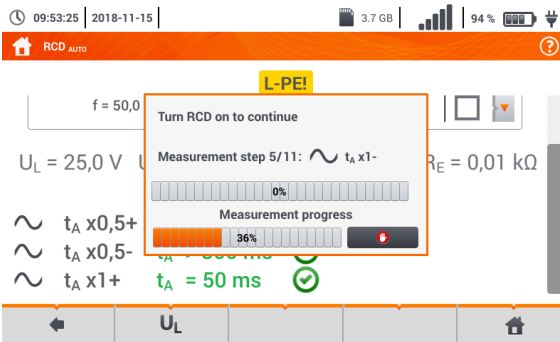 09:53:25 2018-11-15 3.7 GB 94 %
RCD AUTO ?
L-PE!
f = 50,0
Turn RCD on to continue
Measurement step 5/11: tA x1-
0%
Measurement progress
36%
UL = 25,0 V RE = 0,01 kΩ
tA x0,5+
tA x0,5-
tA x1+ tA = 50 ms
UL